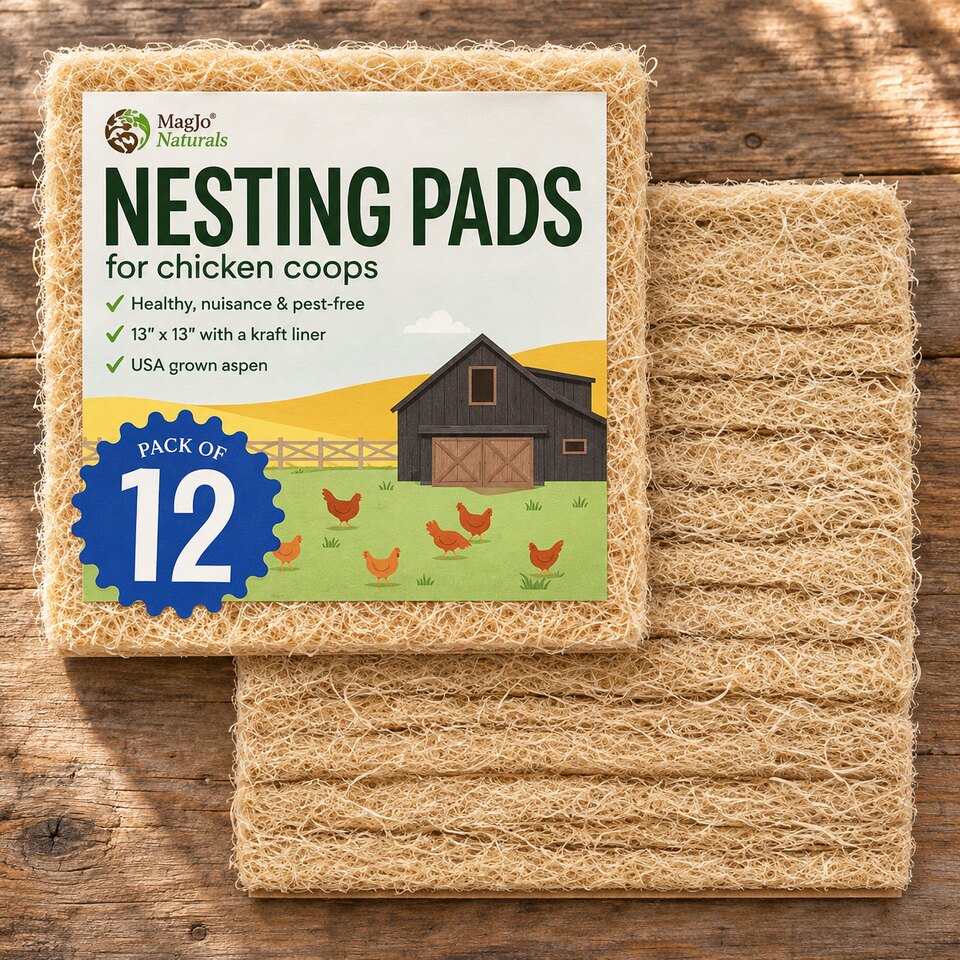 MagJo®
Naturals
NESTING PADS
for chicken coops
✓ Healthy, nuisance & pest-free
✓ 13" x 13" with a kraft liner
✓ USA grown aspen
PACK OF
12